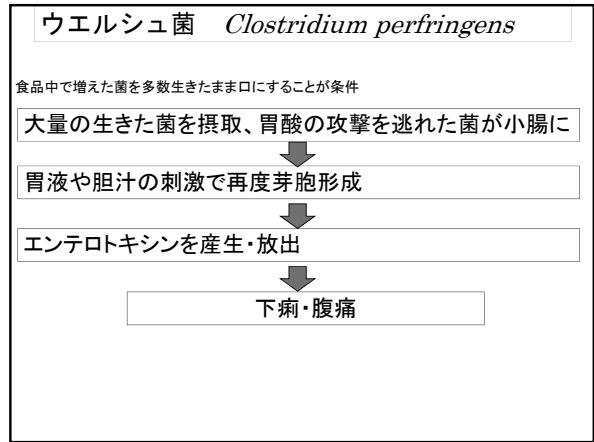 ウエルシュ菌　Clostridium perfringens
食品中で増えた菌を多数生きたまま口にすることが条件
大量の生きた菌を摂取、胃酸の攻撃を逃れた菌が小腸に
胃液や胆汁の刺激で再度芽胞形成
エンテロトキシンを産生・放出
下痢・腹痛